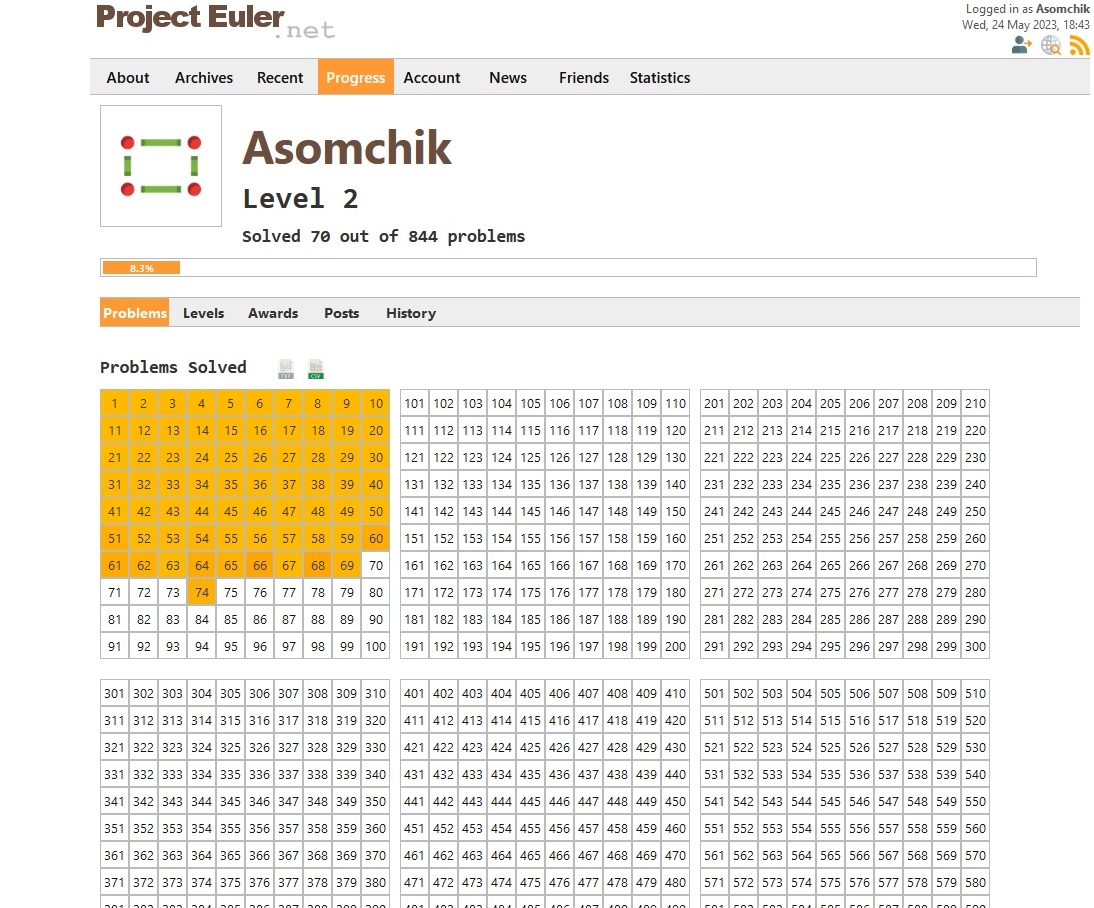 Project Euler .net
Logged in as Asomchik
Wed, 24 May 2023, 18:43
About Archives Recent Progress Account News Friends Statistics
Asomchik
Level 2
Solved 70 out of 844 problems
8.3%
Problems Levels Awards Posts History
Problems Solved TXT CSV
1 2 3 4 5 6 7 8 9 10 101 102 103 104 105 106 107 108 109 110 201 202 203 204 205 206 207 208 209 210
11 12 13 14 15 16 17 18 19 20 111 112 113 114 115 116 117 118 119 120 211 212 213 214 215 216 217 218 219 220
21 22 23 24 25 26 27 28 29 30 121 122 123 124 125 126 127 128 129 130 221 222 223 224 225 226 227 228 229 230
31 32 33 34 35 36 37 38 39 40 131 132 133 134 135 136 137 138 139 140 231 232 233 234 235 236 237 238 239 240
41 42 43 44 45 46 47 48 49 50 141 142 143 144 145 146 147 148 149 150 241 242 243 244 245 246 247 248 249 250
51 52 53 54 55 56 57 58 59 60 151 152 153 154 155 156 157 158 159 160 251 252 253 254 255 256 257 258 259 260
61 62 63 64 65 66 67 68 69 70 161 162 163 164 165 166 167 168 169 170 261 262 263 264 265 266 267 268 269 270
71 72 73 74 75 76 77 78 79 80 171 172 173 174 175 176 177 178 179 180 271 272 273 274 275 276 277 278 279 280
81 82 83 84 85 86 87 88 89 90 181 182 183 184 185 186 187 188 189 190 281 282 283 284 285 286 287 288 289 290
91 92 93 94 95 96 97 98 99 100 191 192 193 194 195 196 197 198 199 200 291 292 293 294 295 296 297 298 299 300
301 302 303 304 305 306 307 308 309 310 401 402 403 404 405 406 407 408 409 410 501 502 503 504 505 506 507 508 509 510
311 312 313 314 315 316 317 318 319 320 411 412 413 414 415 416 417 418 419 420 511 512 513 514 515 516 517 518 519 520
321 322 323 324 325 326 327 328 329 330 421 422 423 424 425 426 427 428 429 430 521 522 523 524 525 526 527 528 529 530
331 332 333 334 335 336 337 338 339 340 431 432 433 434 435 436 437 438 439 440 531 532 533 534 535 536 537 538 539 540
341 342 343 344 345 346 347 348 349 350 441 442 443 444 445 446 447 448 449 450 541 542 543 544 545 546 547 548 549 550
351 352 353 354 355 356 357 358 359 360 451 452 453 454 455 456 457 458 459 460 551 552 553 554 555 556 557 558 559 560
361 362 363 364 365 366 367 368 369 370 461 462 463 464 465 466 467 468 469 470 561 562 563 564 565 566 567 568 569 570
371 372 373 374 375 376 377 378 379 380 471 472 473 474 475 476 477 478 479 480 571 572 573 574 575 576 577 578 579 580